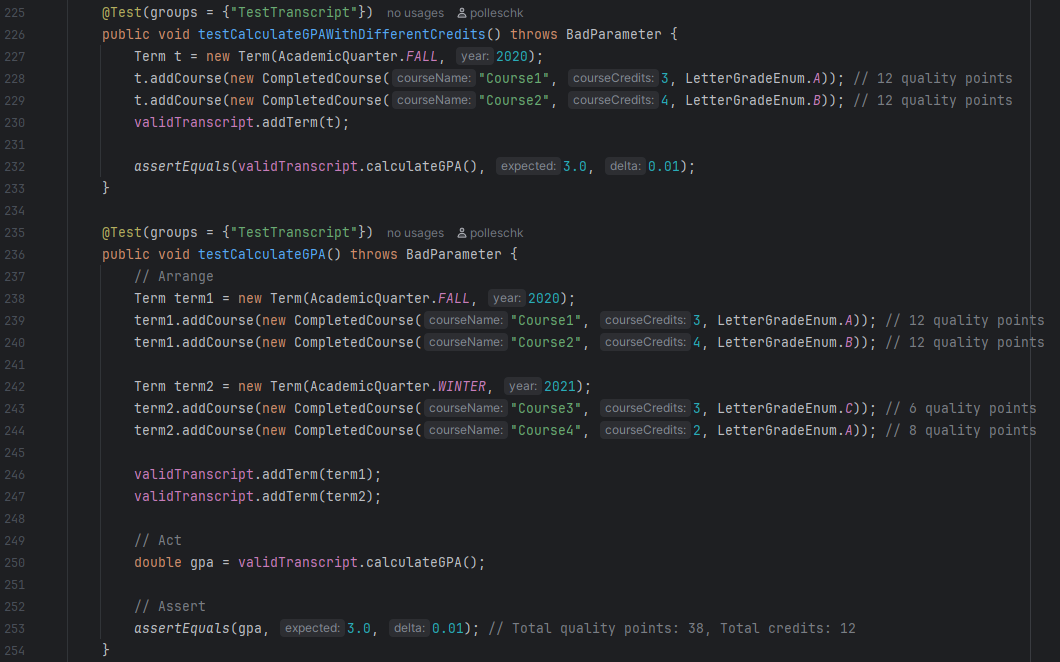 225 @Test(groups = {"TestTranscript"}) no usages polleschk
226 public void testCalculateGPAWithDifferentCredits() throws BadParameter {
227 Term t = new Term(AcademicQuarter.FALL, year: 2020);
228 t.addCourse(new CompletedCourse( courseName: "Course1", courseCredits: 3, LetterGradeEnum.A)); // 12 quality points
229 t.addCourse(new CompletedCourse( courseName: "Course2", courseCredits: 4, LetterGradeEnum.B)); // 12 quality points
230 validTranscript.addTerm(t);
231
232 assertEquals(validTranscript.calculateGPA(), expected: 3.0, delta: 0.01);
233 }
234
235 @Test(groups = {"TestTranscript"}) no usages polleschk
236 public void testCalculateGPA() throws BadParameter {
237 // Arrange
238 Term term1 = new Term(AcademicQuarter.FALL, year: 2020);
239 term1.addCourse(new CompletedCourse( courseName: "Course1", courseCredits: 3, LetterGradeEnum.A)); // 12 quality points
240 term1.addCourse(new CompletedCourse( courseName: "Course2", courseCredits: 4, LetterGradeEnum.B)); // 12 quality points
241
242 Term term2 = new Term(AcademicQuarter.WINTER, year: 2021);
243 term2.addCourse(new CompletedCourse( courseName: "Course3", courseCredits: 3, LetterGradeEnum.C)); // 6 quality points
244 term2.addCourse(new CompletedCourse( courseName: "Course4", courseCredits: 2, LetterGradeEnum.A)); // 8 quality points
245
246 validTranscript.addTerm(term1);
247 validTranscript.addTerm(term2);
248
249 // Act
250 double gpa = validTranscript.calculateGPA();
251
252 // Assert
253 assertEquals(gpa, expected: 3.0, delta: 0.01); // Total quality points: 38, Total credits: 12
254 }